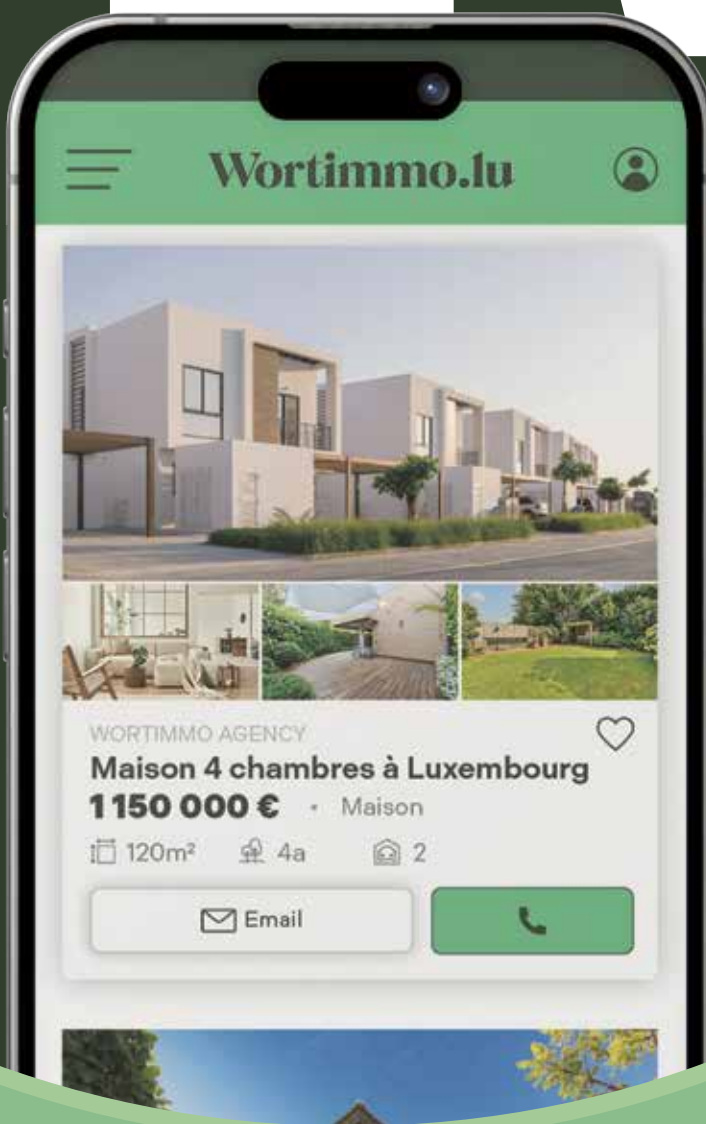 Wortimmo.lu
WORTIMMO AGENCY
Maison 4 chambres à Luxembourg
1 150 000 € • Maison
120m² 4a 2
Email